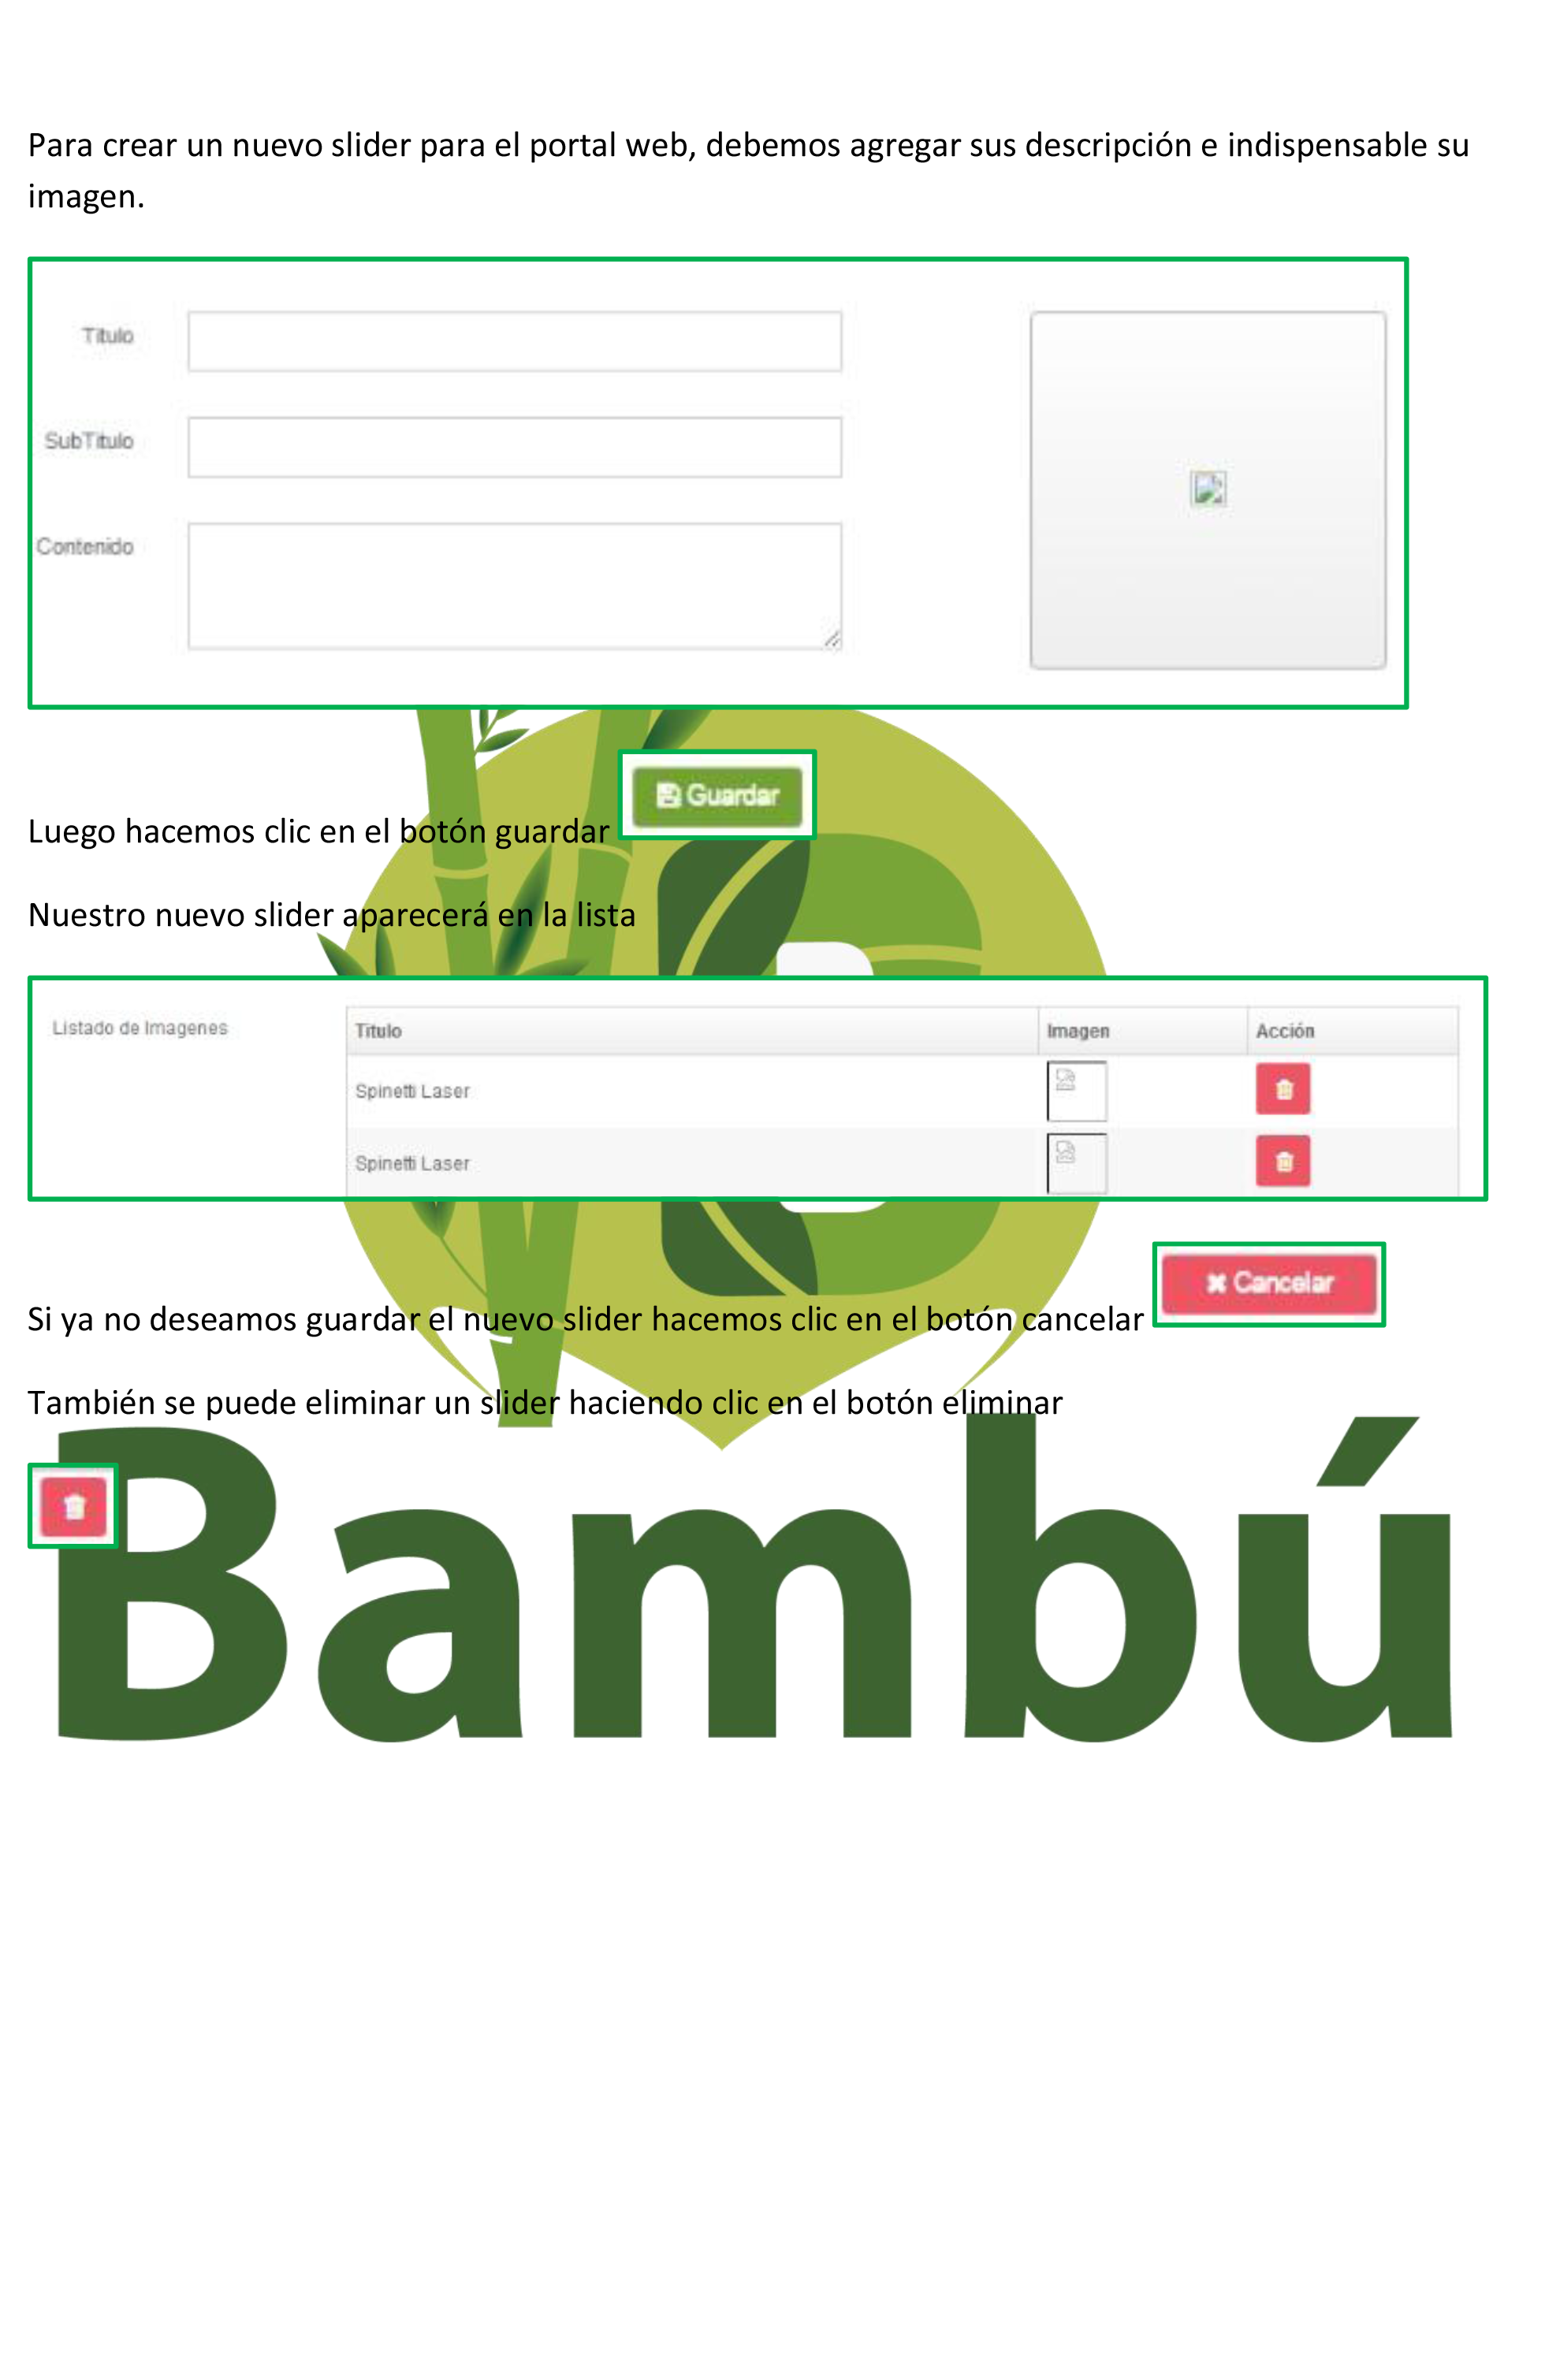 Para crear un nuevo slider para el portal web, debemos agregar sus descripción e indispensable su
imagen.
Título
SubTitulo
Contenido
Guardar
Luego hacemos clic en el botón guardar
Nuestro nuevo slider aparecerá en la lista
Listado de Imagenes Titulo Imagen Acción
Spinetti Laser
Spinetti Laser
Cancelar
Si ya no deseamos guardar el nuevo slider hacemos clic en el botón cancelar
También se puede eliminar un slider haciendo clic en el botón eliminar
Bambú